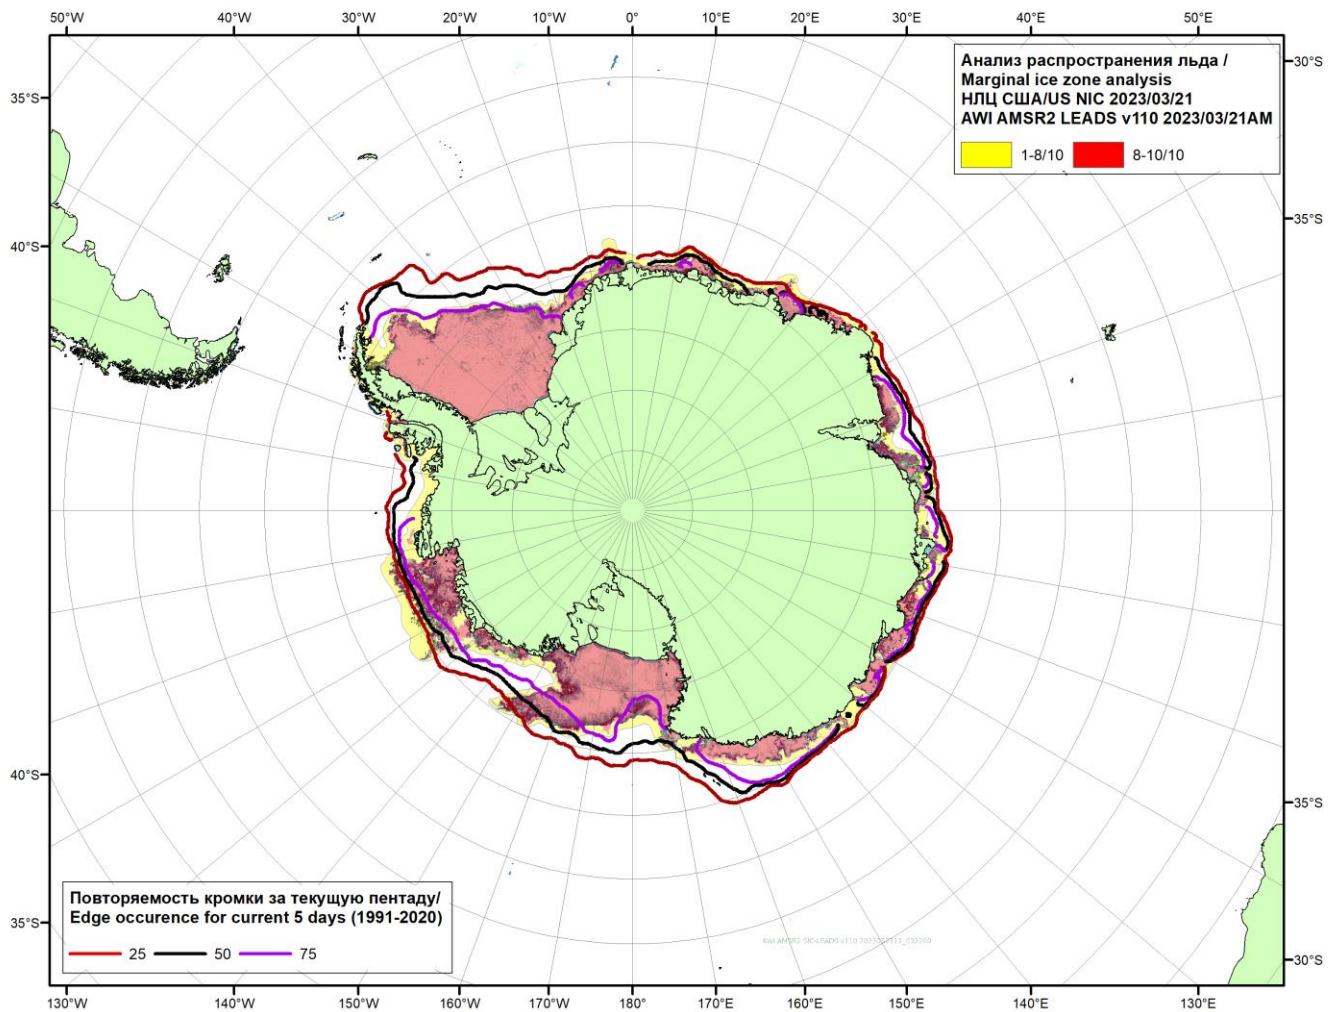 50°W 40°W 30°W 20°W 10°W 0° 10°E 20°E 30°E 40°E 50°E
Анализ распространения льда /
Marginal ice zone analysis
НЛЦ США/US NIC 2023/03/21
AWI AMSR2 LEADS v110 2023/03/21AM
1-8/10 8-10/10
30°S
35°S
35°S
40°S
40°S
35°S
Повторяемость кромки за текущую пентаду/
Edge occurence for current 5 days (1991-2020)
25 50 75
35°S
30°S
130°W 140°W 150°W 160°W 170°W 180° 170°E 160°E 150°E 140°E 130°E